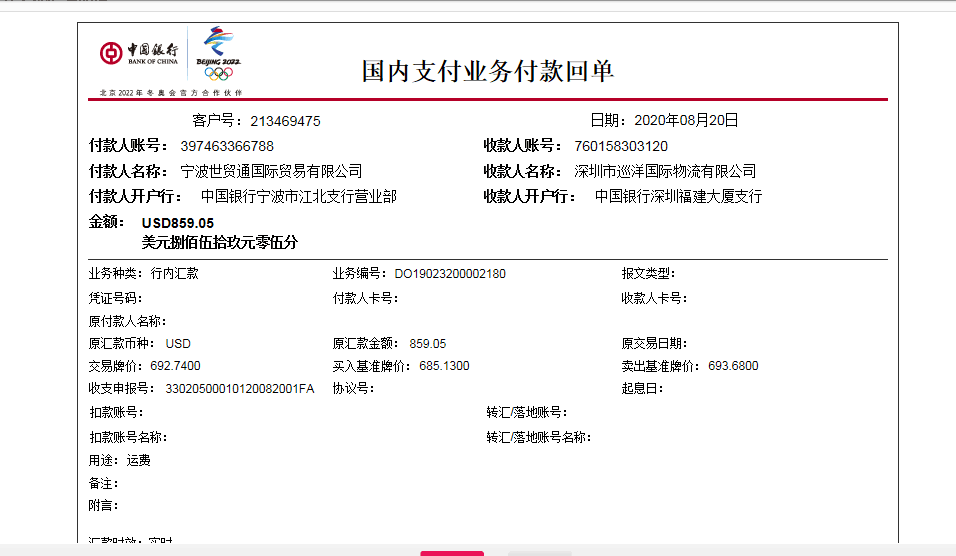 中国银行
BANK OF CHINA
BEIJING 2022
北京2022年冬奥会官方合作伙伴
国内支付业务付款回单
客户号：213469475 日期：2020年08月20日
付款人账号：397463366788 收款人账号：760158303120
付款人名称：宁波世贸通国际贸易有限公司 收款人名称：深圳市巡洋国际物流有限公司
付款人开户行：中国银行宁波市江北支行营业部 收款人开户行：中国银行深圳福建大厦支行
金额：USD859.05
美元捌佰伍拾玖元零伍分
业务种类：行内汇款 业务编号：DO19023200002180 报文类型：
凭证号码： 付款人卡号： 收款人卡号：
原付款人名称：
原汇款币种：USD 原汇款金额：859.05 原交易日期：
交易牌价：692.7400 买入基准牌价：685.1300 卖出基准牌价：693.6800
收支申报号：33020500010120082001FA 协议号： 起息日：
扣款账号： 转汇/落地账号：
扣款账号名称： 转汇/落地账号名称：
用途：运费
备注：
附言：
汇款时效：实时